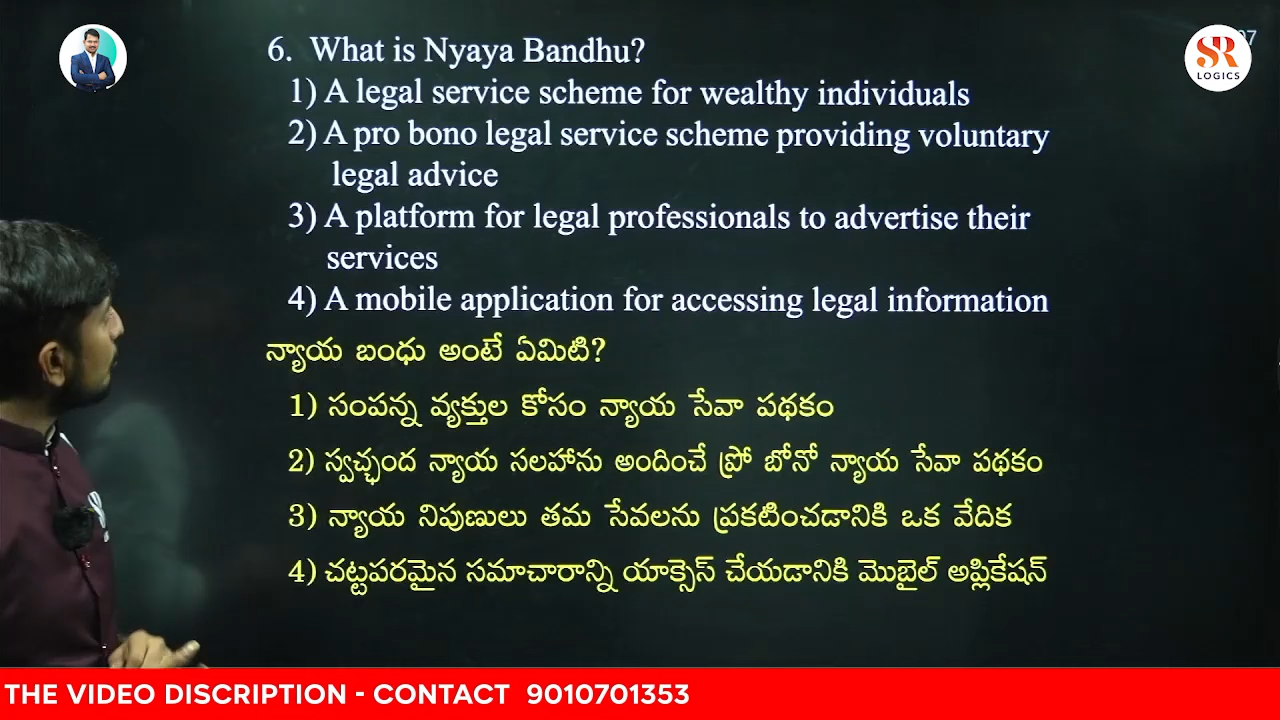 SR
LOGICS
6. What is Nyaya Bandhu?
1) A legal service scheme for wealthy individuals
2) A pro bono legal service scheme providing voluntary
legal advice
3) A platform for legal professionals to advertise their
services
4) A mobile application for accessing legal information
న్యాయ బంధు అంటే ఏమిటి?
1) సంపన్న వ్యక్తుల కోసం న్యాయ సేవా పథకం
2) స్వచ్ఛంద న్యాయ సలహాను అందించే ప్రో బోనో న్యాయ సేవా పథకం
3) న్యాయ నిపుణులు తమ సేవలను ప్రకటించడానికి ఒక వేదిక
4) చట్టపరమైన సమాచారాన్ని యాక్సెస్ చేయడానికి మొబైల్ అప్లికేషన్
THE VIDEO DISCRIPTION - CONTACT 9010701353